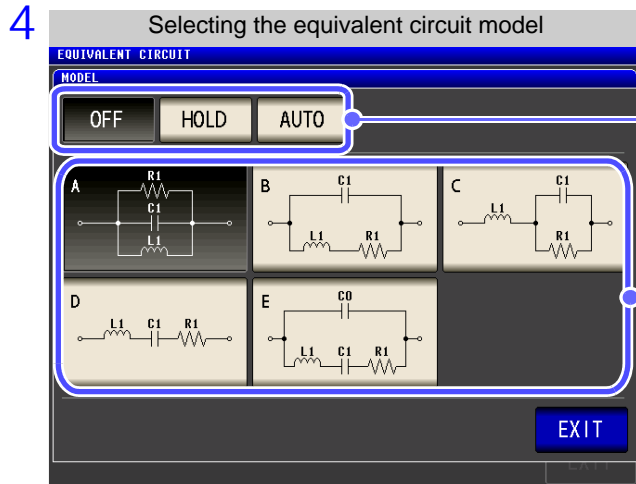 4
Selecting the equivalent circuit model
EQUIVALENT CIRCUIT
MODEL
OFF HOLD AUTO
A R1 C1 L1
B C1 L1 R1
C C1 L1 R1
D L1 C1 R1
E C0 L1 C1 R1
EXIT
EXIT